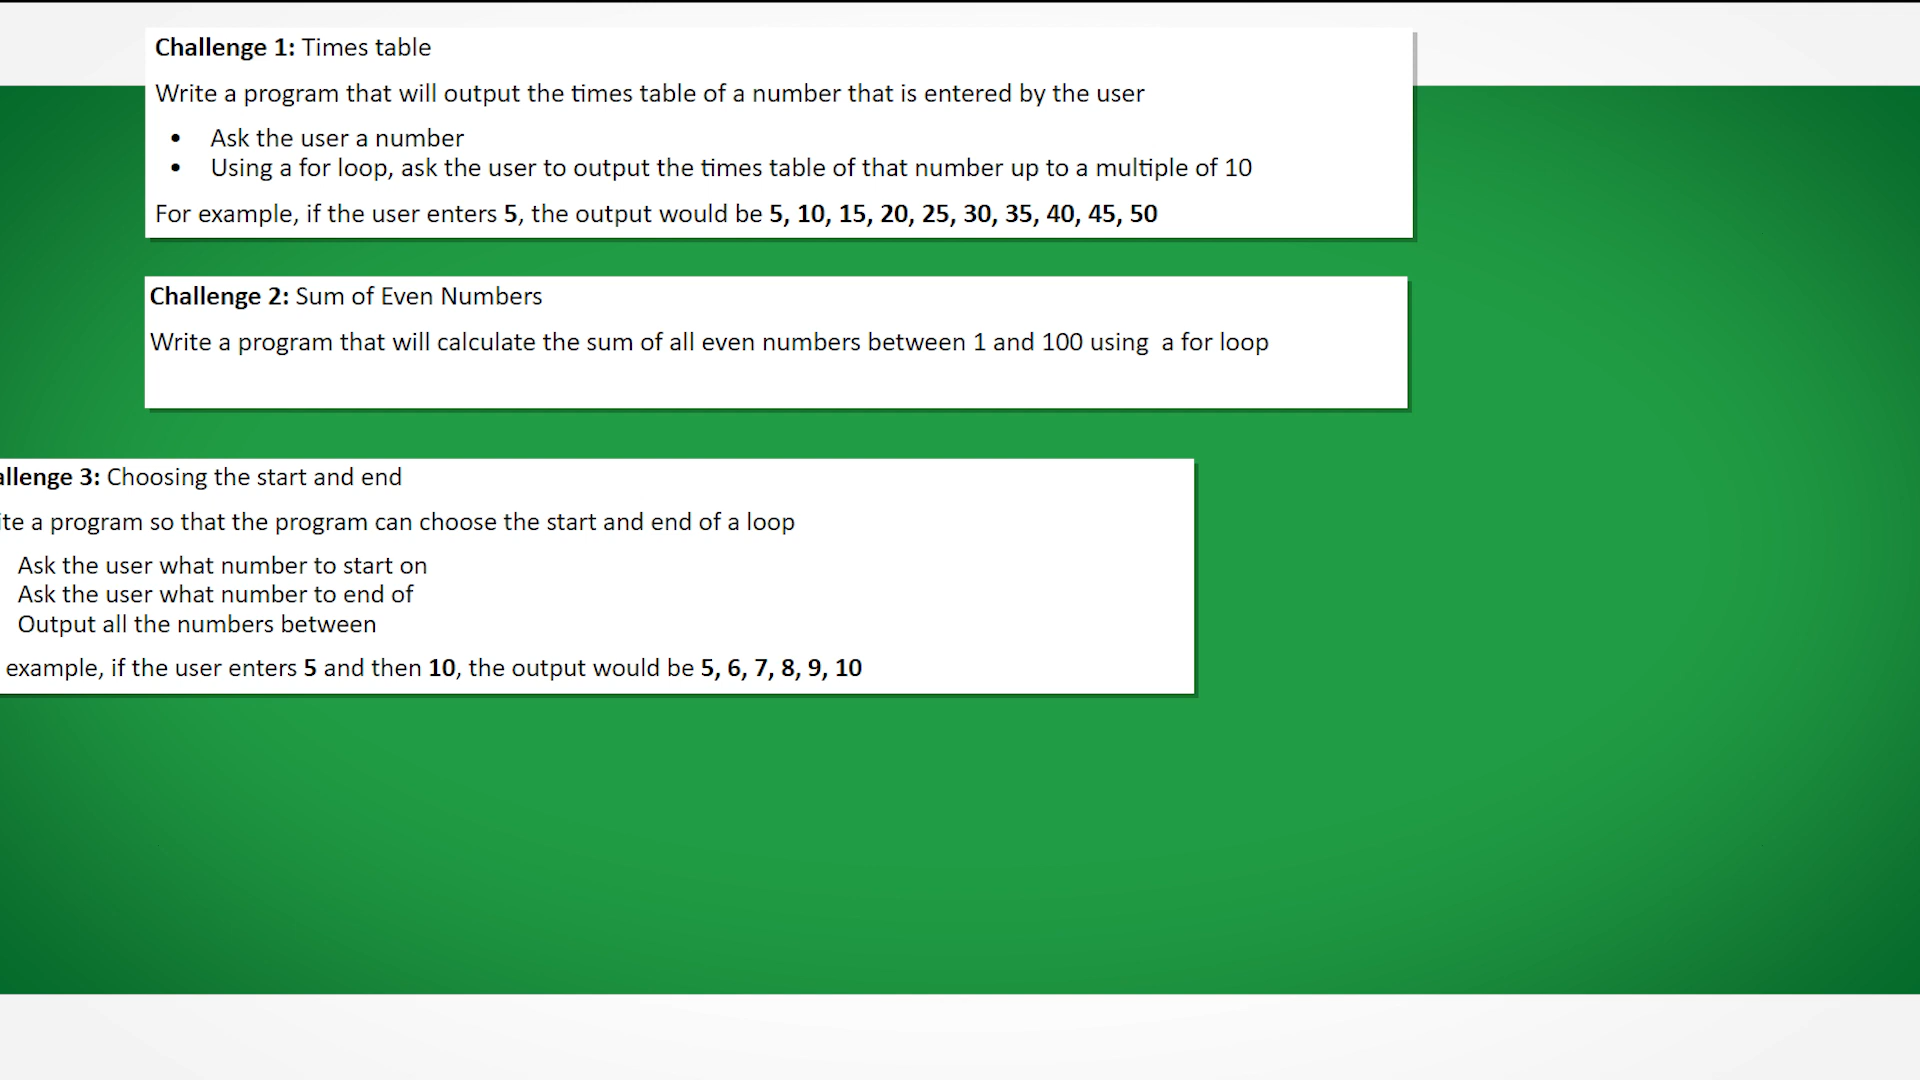 Challenge 1: Times table
Write a program that will output the times table of a number that is entered by the user
• Ask the user a number
• Using a for loop, ask the user to output the times table of that number up to a multiple of 10
For example, if the user enters 5, the output would be 5, 10, 15, 20, 25, 30, 35, 40, 45, 50
Challenge 2: Sum of Even Numbers
Write a program that will calculate the sum of all even numbers between 1 and 100 using  a for loop
allenge 3: Choosing the start and end
ite a program so that the program can choose the start and end of a loop
Ask the user what number to start on
Ask the user what number to end of
Output all the numbers between
example, if the user enters 5 and then 10, the output would be 5, 6, 7, 8, 9, 10